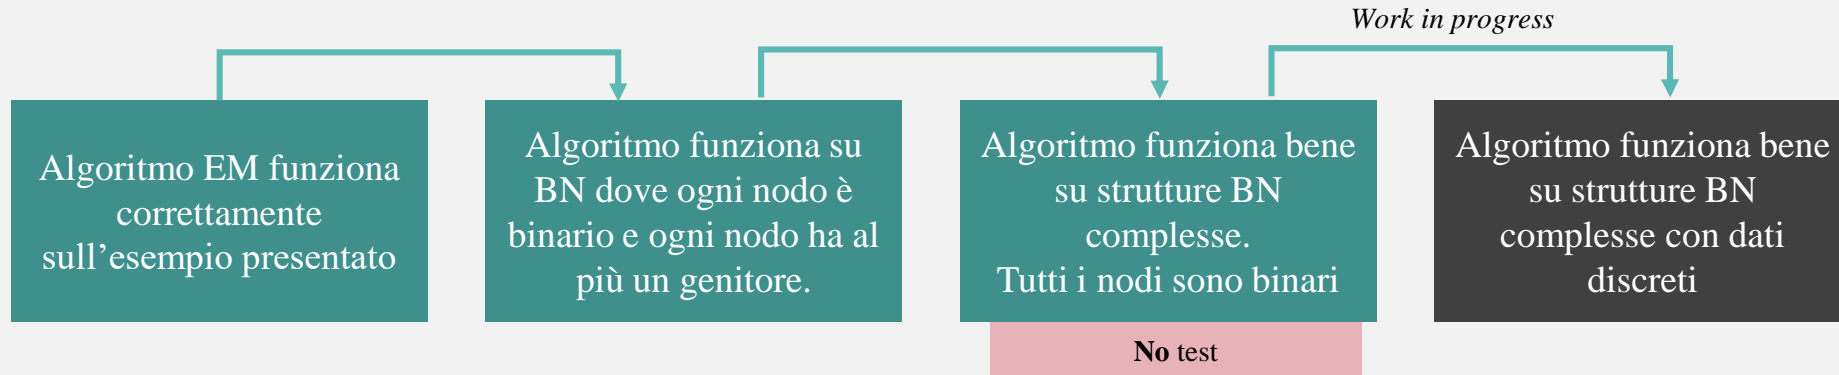 Work in progress
Algoritmo EM funziona
correttamente
sull’esempio presentato
Algoritmo funziona su
BN dove ogni nodo è
binario e ogni nodo ha al
più un genitore.
Algoritmo funziona bene
su strutture BN
complesse.
Tutti i nodi sono binari
No test
Algoritmo funziona bene
su strutture BN
complesse con dati
discreti